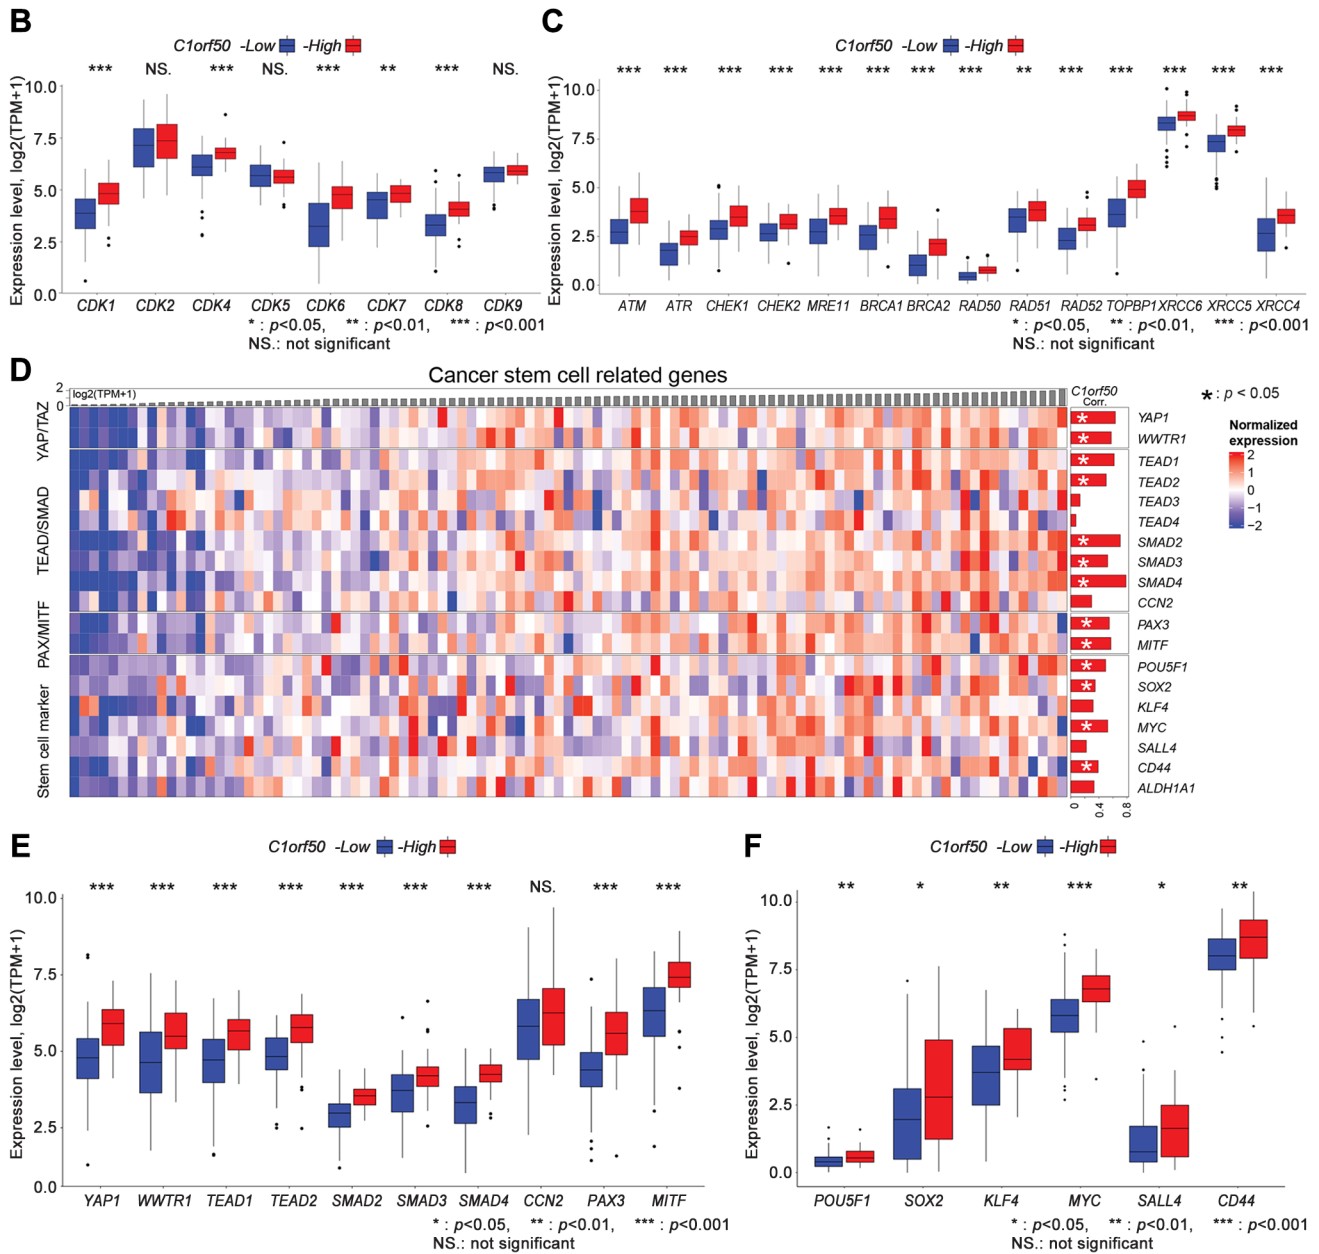 B
C1orf50 -Low -High
*** NS. *** NS. *** ** *** NS.
Expression level, log2(TPM+1)
10.0
7.5
5.0
2.5
0.0
CDK1 CDK2 CDK4 CDK5 CDK6 CDK7 CDK8 CDK9
* : p<0.05, ** : p<0.01, *** : p<0.001
NS.: not significant
C
C1orf50 -Low -High
*** *** *** *** *** *** *** *** ** *** *** *** *** ***
Expression level, log2(TPM+1)
10.0
7.5
5.0
2.5
0.0
ATM ATR CHEK1 CHEK2 MRE11 BRCA1 BRCA2 RAD50 RAD51 RAD52 TOPBP1 XRCC6 XRCC5 XRCC4
* : p<0.05, ** : p<0.01, *** : p<0.001
NS.: not significant
D
Cancer stem cell related genes
2
0
log2(TPM+1)
C1orf50
Corr.
* : p < 0.05
YAP/TAZ
TEAD/SMAD
PAX/MITF
Stem cell marker
* YAP1
* WWTR1
* TEAD1
* TEAD2
TEAD3
TEAD4
* SMAD2
* SMAD3
* SMAD4
CCN2
* PAX3
* MITF
* POU5F1
* SOX2
KLF4
* MYC
SALL4
* CD44
ALDH1A1
0 0.4 0.8
Normalized
expression
2
1
0
−1
−2
E
C1orf50 -Low -High
*** *** *** *** *** *** *** NS. *** ***
Expression level, log2(TPM+1)
10.0
7.5
5.0
2.5
0.0
YAP1 WWTR1 TEAD1 TEAD2 SMAD2 SMAD3 SMAD4 CCN2 PAX3 MITF
* : p<0.05, ** : p<0.01, *** : p<0.001
NS.: not significant
F
C1orf50 -Low -High
** * ** *** * **
Expression level, log2(TPM+1)
10.0
7.5
5.0
2.5
0.0
POU5F1 SOX2 KLF4 MYC SALL4 CD44
* : p<0.05, ** : p<0.01, *** : p<0.001
NS.: not significant